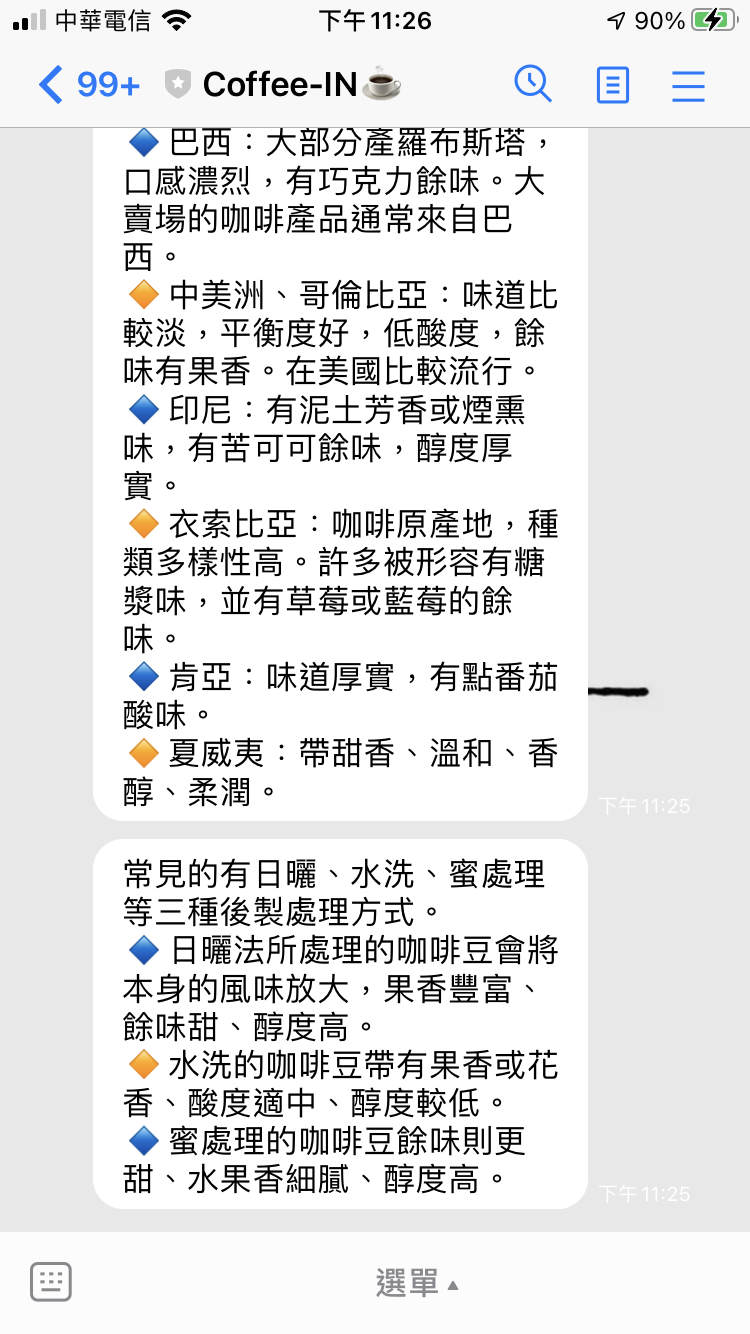 中華電信 下午11:26 90%
99+ Coffee-IN
巴西：大部分產羅布斯塔，
口感濃烈，有巧克力餘味。大
賣場的咖啡產品通常來自巴
西。
中美洲、哥倫比亞：味道比
較淡，平衡度好，低酸度，餘
味有果香。在美國比較流行。
印尼：有泥土芳香或煙熏
味，有苦可可餘味，醇度厚
實。
衣索比亞：咖啡原產地，種
類多樣性高。許多被形容有糖
漿味，並有草莓或藍莓的餘
味。
肯亞：味道厚實，有點番茄
酸味。
夏威夷：帶甜香、溫和、香
醇、柔潤。
下午11:25
常見的有日曬、水洗、蜜處理
等三種後製處理方式。
日曬法所處理的咖啡豆會將
本身的風味放大，果香豐富、
餘味甜、醇度高。
水洗的咖啡豆帶有果香或花
香、酸度適中、醇度較低。
蜜處理的咖啡豆餘味則更
甜、水果香細膩、醇度高。
下午11:25
選單